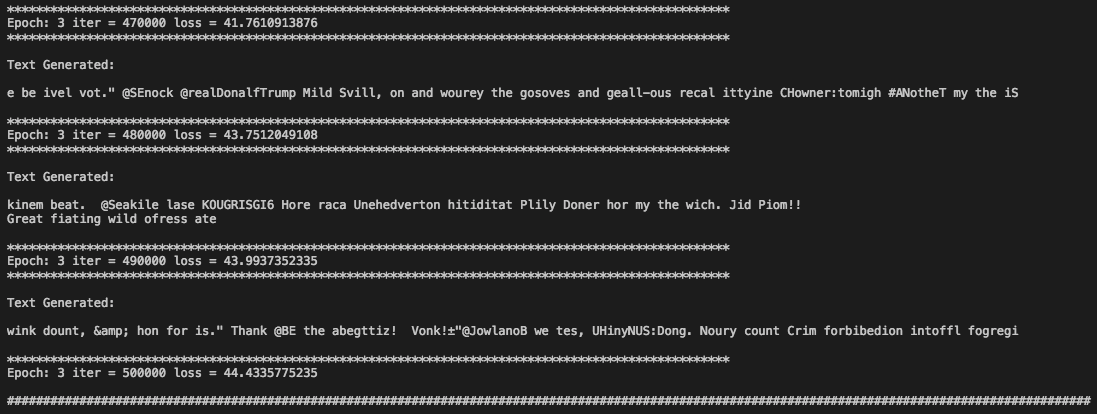 ****************************************************************************************************
Epoch: 3 iter = 470000 loss = 41.7610913876
****************************************************************************************************
Text Generated:
e be ivel vot." @SEnock @realDonalfTrump Mild Svill, on and wourey the gosoves and geall-ous recal ittyine CHowner:tomigh #ANotheT my the iS
****************************************************************************************************
Epoch: 3 iter = 480000 loss = 43.7512049108
****************************************************************************************************
Text Generated:
kinem beat.  @Seakile lase KOUGRISGI6 Hore raca Unehedverton hitiditat Plily Doner hor my the wich. Jid Piom!!
Great fiating wild ofress ate
****************************************************************************************************
Epoch: 3 iter = 490000 loss = 43.9937352335
****************************************************************************************************
Text Generated:
wink dount, &amp; hon for is." Thank @BE the abegttiz!  Vonk!±"@JowlanoB we tes, UHinyNUS:Dong. Noury count Crim forbibedion intoffl fogregi
****************************************************************************************************
Epoch: 3 iter = 500000 loss = 44.4335775235
######################################################################################################################################################